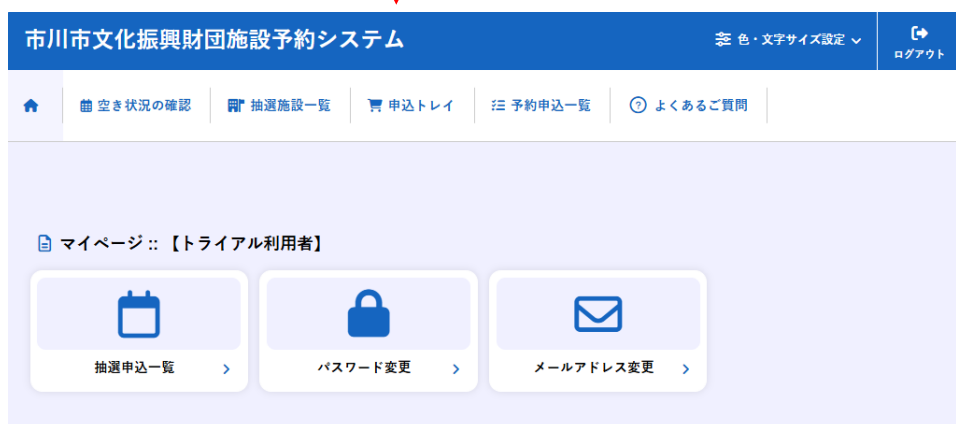 市川市文化振興財団施設予約システム
色・文字サイズ設定
ログアウト
空き状況の確認
抽選施設一覧
申込トレイ
予約申込一覧
よくあるご質問
マイページ :: 【トライアル利用者】
抽選申込一覧
パスワード変更
メールアドレス変更